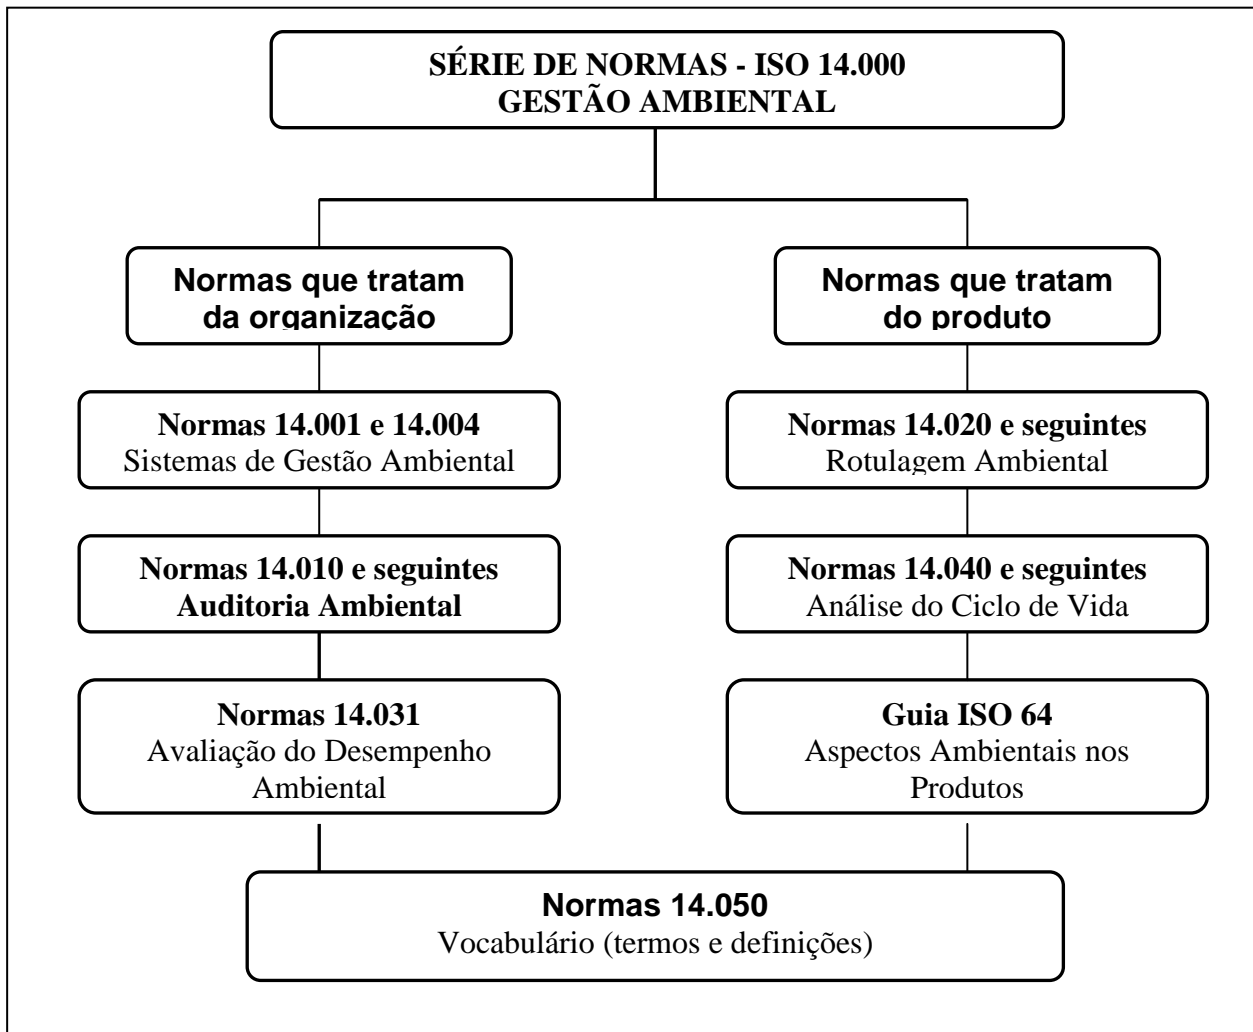 SÉRIE DE NORMAS - ISO 14.000
GESTÃO AMBIENTAL
Normas que tratam
da organização
Normas que tratam
do produto
Normas 14.001 e 14.004
Sistemas de Gestão Ambiental
Normas 14.020 e seguintes
Rotulagem Ambiental
Normas 14.010 e seguintes
Auditoria Ambiental
Normas 14.040 e seguintes
Análise do Ciclo de Vida
Normas 14.031
Avaliação do Desempenho
Ambiental
Guia ISO 64
Aspectos Ambientais nos
Produtos
Normas 14.050
Vocabulário (termos e definições)